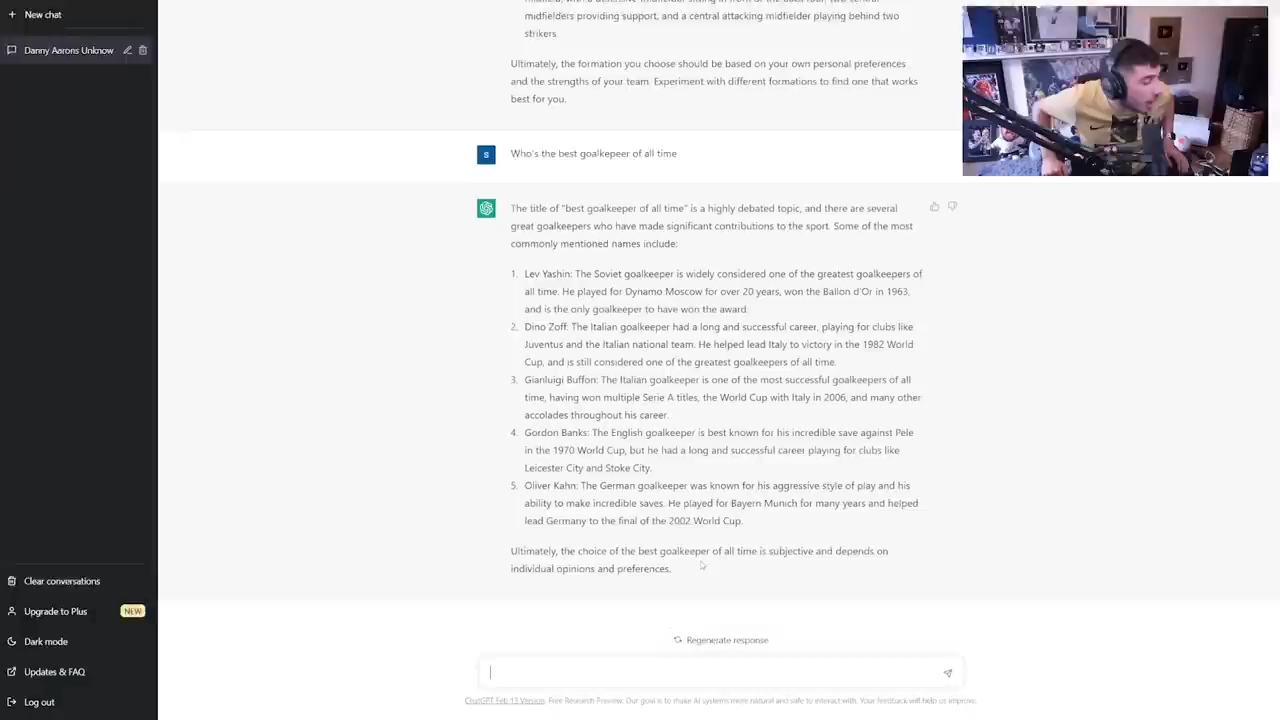 New chat
Danny Aarons Unknow
Clear conversations
Upgrade to Plus
NEW
Dark mode
Updates & FAQ
Log out
midfielders providing support, and a central attacking midfielder playing behind two
strikers.
Ultimately, the formation you choose should be based on your own personal preferences
and the strengths of your team. Experiment with different formations to find one that works
best for you.
S
Who's the best goalkepeer of all time
The title of "best goalkeeper of all time" is a highly debated topic, and there are several
great goalkeepers who have made significant contributions to the sport. Some of the most
commonly mentioned names include:
1. Lev Yashin: The Soviet goalkeeper is widely considered one of the greatest goalkeepers of
all time. He played for Dynamo Moscow for over 20 years, won the Ballon d'Or in 1963,
and is the only goalkeeper to have won the award.
2. Dino Zoff: The Italian goalkeeper had a long and successful career, playing for clubs like
Juventus and the Italian national team. He helped lead Italy to victory in the 1982 World
Cup, and is still considered one of the greatest goalkeepers of all time.
3. Gianluigi Buffon: The Italian goalkeeper is one of the most successful goalkeepers of all
time, having won multiple Serie A titles, the World Cup with Italy in 2006, and many other
accolades throughout his career.
4. Gordon Banks: The English goalkeeper is best known for his incredible save against Pele
in the 1970 World Cup, but he had a long and successful career playing for clubs like
Leicester City and Stoke City.
5. Oliver Kahn: The German goalkeeper was known for his aggressive style of play and his
ability to make incredible saves. He played for Bayern Munich for many years and helped
lead Germany to the final of the 2002 World Cup.
Ultimately, the choice of the best goalkeeper of all time is subjective and depends on
individual opinions and preferences.
Regenerate response
ChatGPT Feb 13 Version. Free Research Preview. Our goal is to make AI systems more natural and safe to interact with. Your feedback will help us improve.